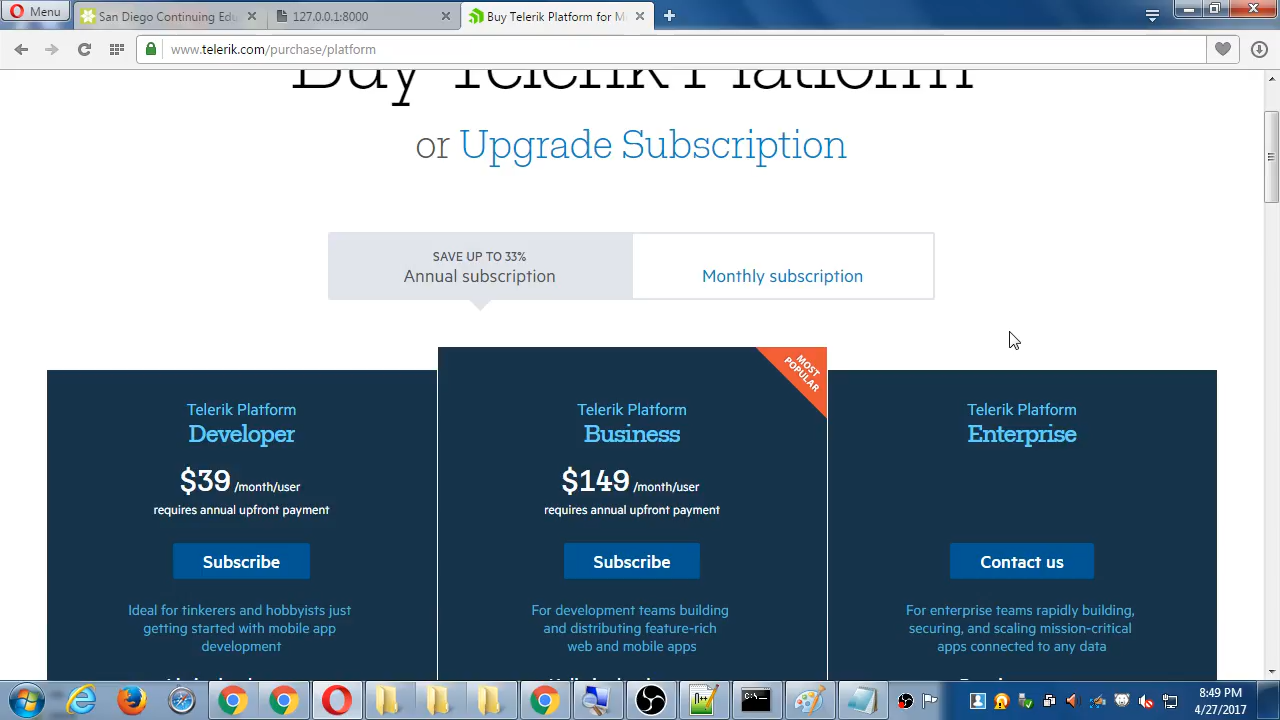 Menu
San Diego Continuing Edu
127.0.0.1:8000
Buy Telerik Platform for M
www.telerik.com/purchase/platform
Buy Telerik Platform
or Upgrade Subscription
SAVE UP TO 33%
Annual subscription
Monthly subscription
MOST POPULAR
Telerik Platform
Developer
$39 /month/user
requires annual upfront payment
Subscribe
Ideal for tinkerers and hobbyists just
getting started with mobile app
development
Telerik Platform
Business
$149 /month/user
requires annual upfront payment
Subscribe
For development teams building
and distributing feature-rich
web and mobile apps
Telerik Platform
Enterprise
Contact us
For enterprise teams rapidly building,
securing, and scaling mission-critical
apps connected to any data
8:49 PM
4/27/2017